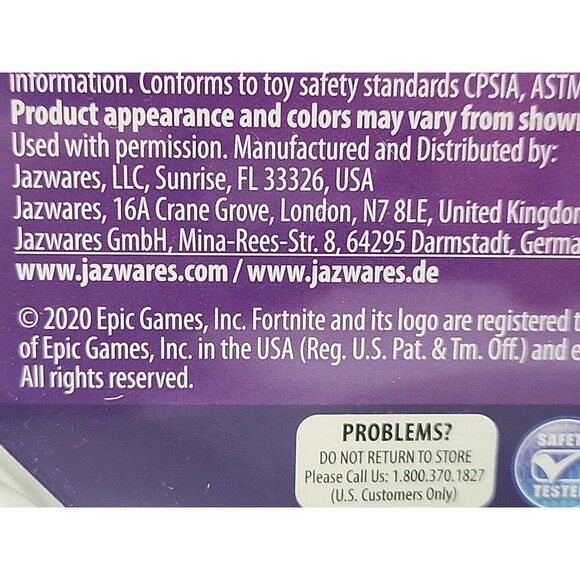 information. Conforms to toy safety standards CPSIA, ASTM
Product appearance and colors may vary from shown
Used with permission. Manufactured and Distributed by:
Jazwares, LLC, Sunrise, FL 33326, USA
Jazwares, 16A Crane Grove, London, N7 8LE, United Kingdo
Jazwares GmbH, Mina-Rees-Str. 8, 64295 Darmstadt, Germa
www.jazwares.com / www.jazwares.de
© 2020 Epic Games, Inc. Fortnite and its logo are registered t
of Epic Games, Inc. in the USA (Reg. U.S. Pat. & Tm. Off.) and e
All rights reserved.
PROBLEMS?
DO NOT RETURN TO STORE
Please Call Us: 1.800.370.1827
(U.S. Customers Only)
SAFETY
TESTED